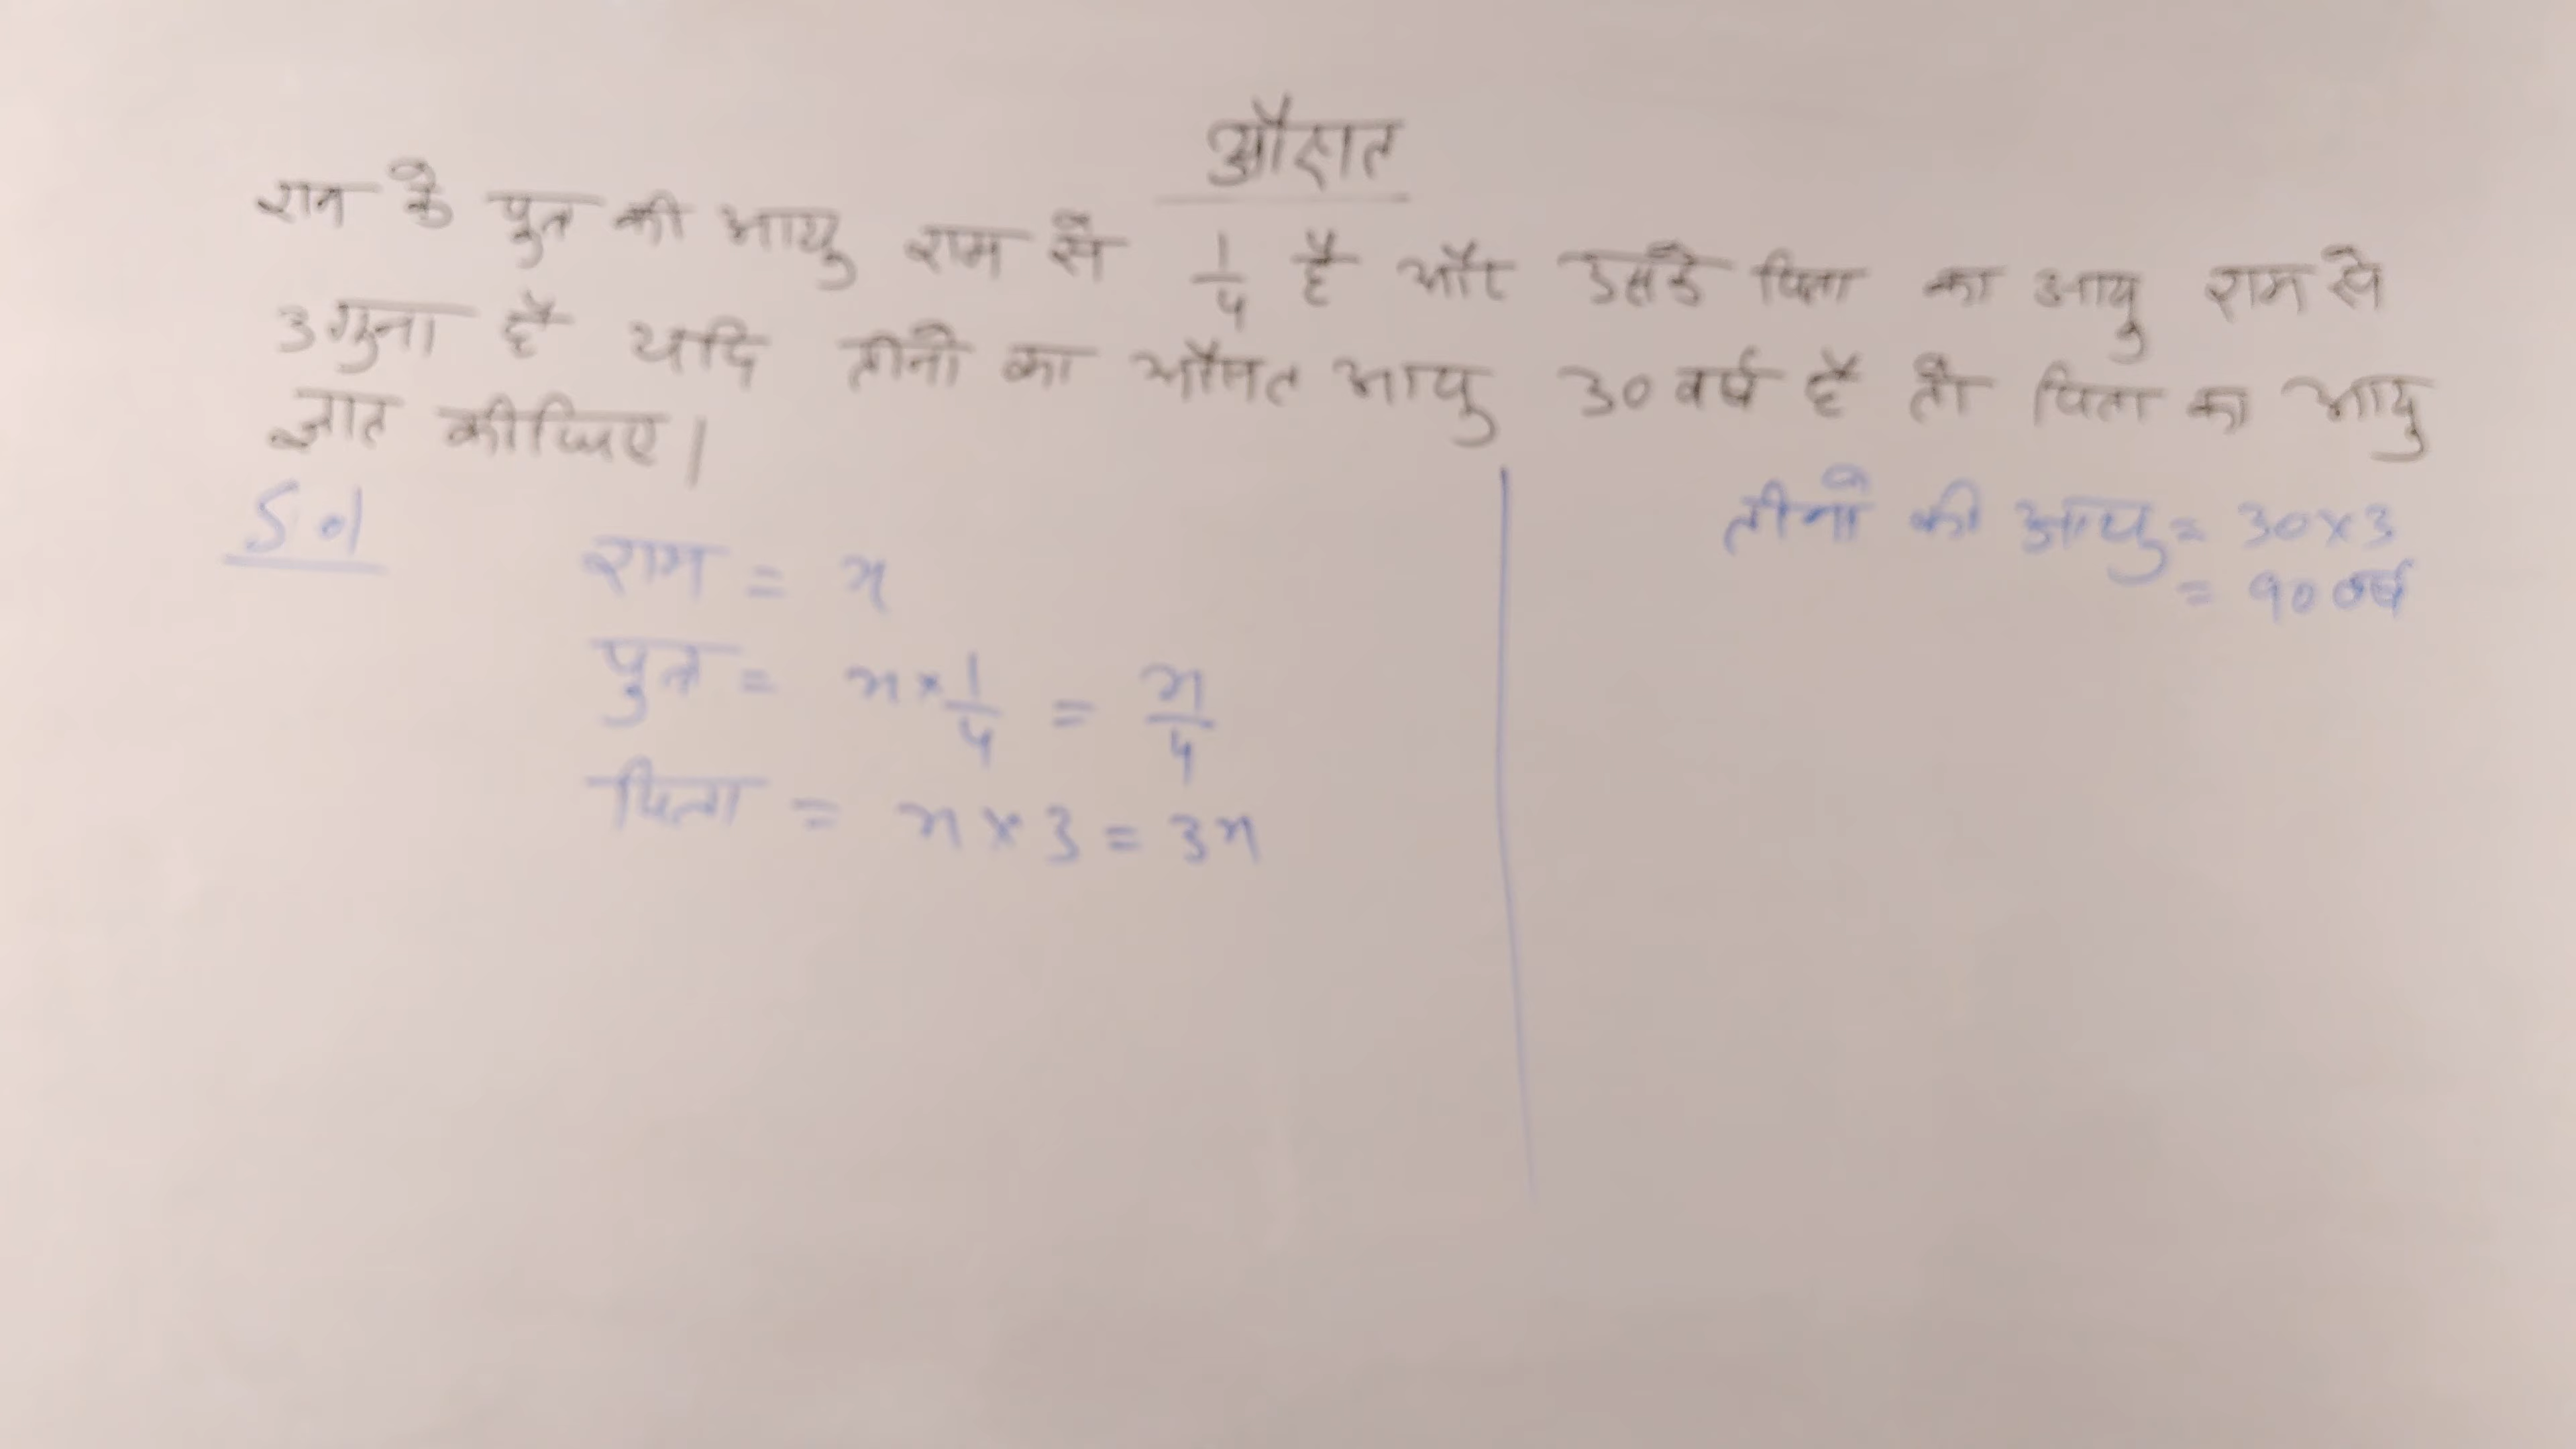 औसत
राम के पुत्र की आयु राम से 1/4 है और उसके पिता का आयु राम से
3 गुना है यदि तीनो का औसत आयु 30 वर्ष है तो पिता का आयु
ज्ञात कीजिए।
Sol
राम = x
पुत्र = x × 1/4 = x/4
पिता = x × 3 = 3x
तीनो की आयु = 30 × 3
= 90 वर्ष